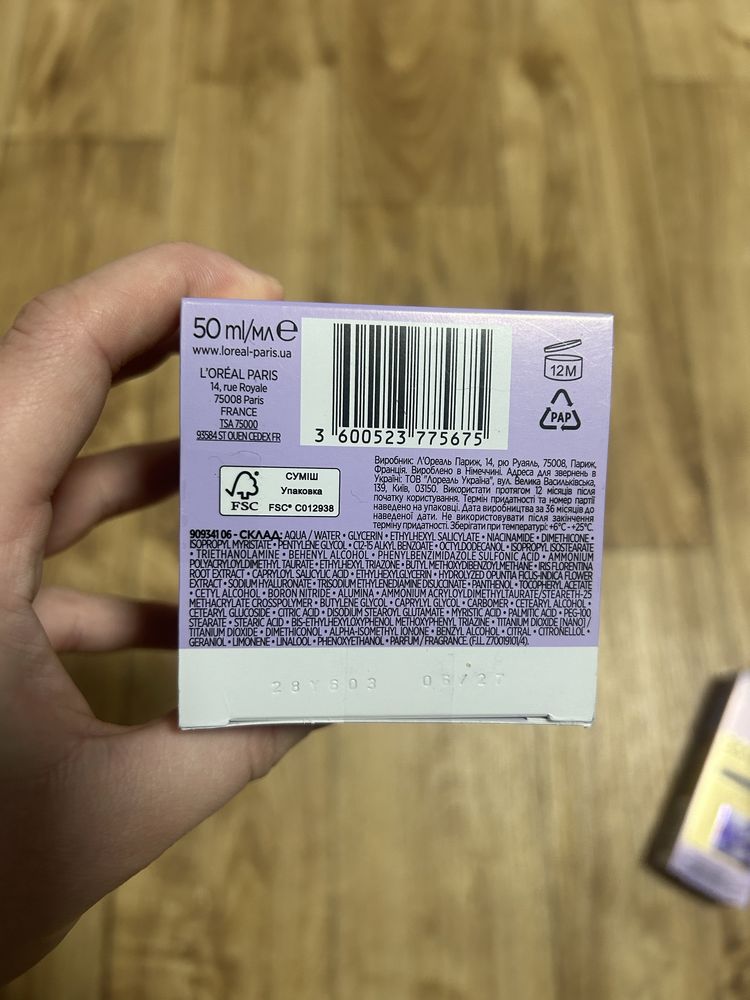 50 ml/мл e
www.loreal-paris.ua
L'ORÉAL PARIS
14, rue Royale
75008 Paris
FRANCE
TSA 75000
93584 ST OUEN CEDEX FR
3 600523 775675
12M
PAP
FSC
СУМІШ
Упаковка
FSC® C012938
Виробник: Л'Ореаль Париж, 14, рю Руаяль, 75008, Париж,
Франція. Вироблено в Німеччині. Адреса для звернень в
Україні: ТОВ "Лореаль Україна", вул. Велика Васильківська,
139, Київ, 03150. Використати протягом 12 місяців після
початку користування. Термін придатності та номер партії
наведено на упаковці. Дата виробництва за 36 місяців до
наведеної дати. Не використовувати після закінчення
терміну придатності. Зберігати при температурі: +6°C - +25°C.
909341 06 - СКЛАД: AQUA / WATER • GLYCERIN • ETHYLHEXYL SALICYLATE • NIACINAMIDE • DIMETHICONE •
ISOPROPYL MYRISTATE • PENTYLENE GLYCOL • C12-15 ALKYL BENZOATE • OCTYLDODECANOL • ISOPROPYL ISOSTEARATE
• TRIETHANOLAMINE • BEHENYL ALCOHOL • PHENYLBENZIMIDAZOLE SULFONIC ACID • AMMONIUM
POLYACRYLOYLDIMETHYL TAURATE • ETHYLHEXYL TRIAZONE • BUTYL METHOXYDIBENZOYLMETHANE • IRIS FLORENTINA
ROOT EXTRACT • CAPRYLOYL SALICYLIC ACID • ETHYLHEXYLGLYCERIN • HYDROLYZED OPUNTIA FICUS-INDICA FLOWER
EXTRACT • SODIUM HYALURONATE • TRISODIUM ETHYLENEDIAMINE DISUCCINATE • PANTHENOL • TOCOPHERYL ACETATE
• CETYL ALCOHOL • BORON NITRIDE • ALUMINA • AMMONIUM ACRYLOYLDIMETHYLTAURATE/STEARETH-25
METHACRYLATE CROSSPOLYMER • BUTYLENE GLYCOL • CAPRYLYL GLYCOL • CARBOMER • CETEARYL ALCOHOL •
CETEARYL GLUCOSIDE • CITRIC ACID • DISODIUM STEAROYL GLUTAMATE • MYRISTIC ACID • PALMITIC ACID • PEG-100
STEARATE • STEARIC ACID • BIS-ETHYLHEXYLOXYPHENOL METHOXYPHENYL TRIAZINE • TITANIUM DIOXIDE [NANO] /
TITANIUM DIOXIDE • DIMETHICONOL • ALPHA-ISOMETHYL IONONE • BENZYL ALCOHOL • CITRAL • CITRONELLOL •
GERANIOL • LIMONENE • LINALOOL • PHENOXYETHANOL • PARFUM / FRAGRANCE. (F.I.L. Z70019101/4).
28Y603 08/27